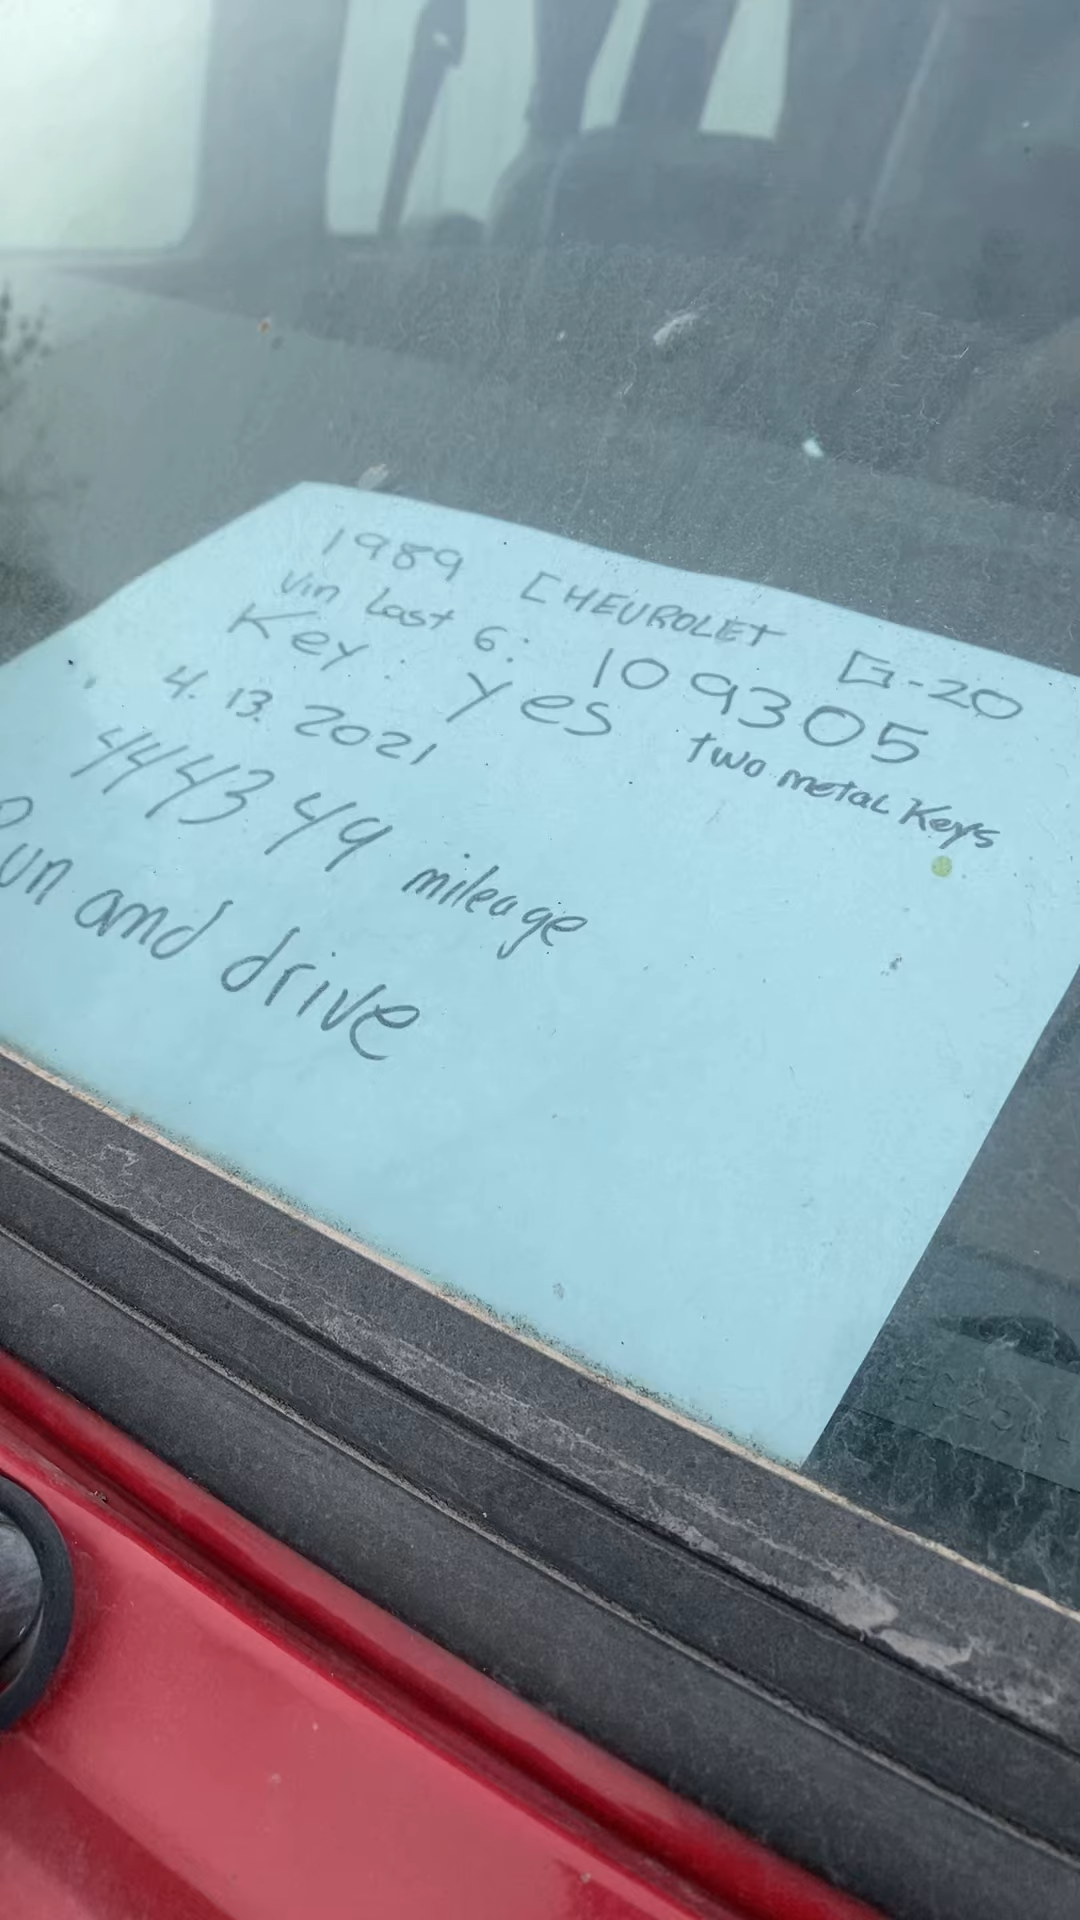 1989 CHEVROLET G-20
Vin Last 6: 109305
Key. Yes two metal Keys
4.13.2021
444349 mileage
Run and drive